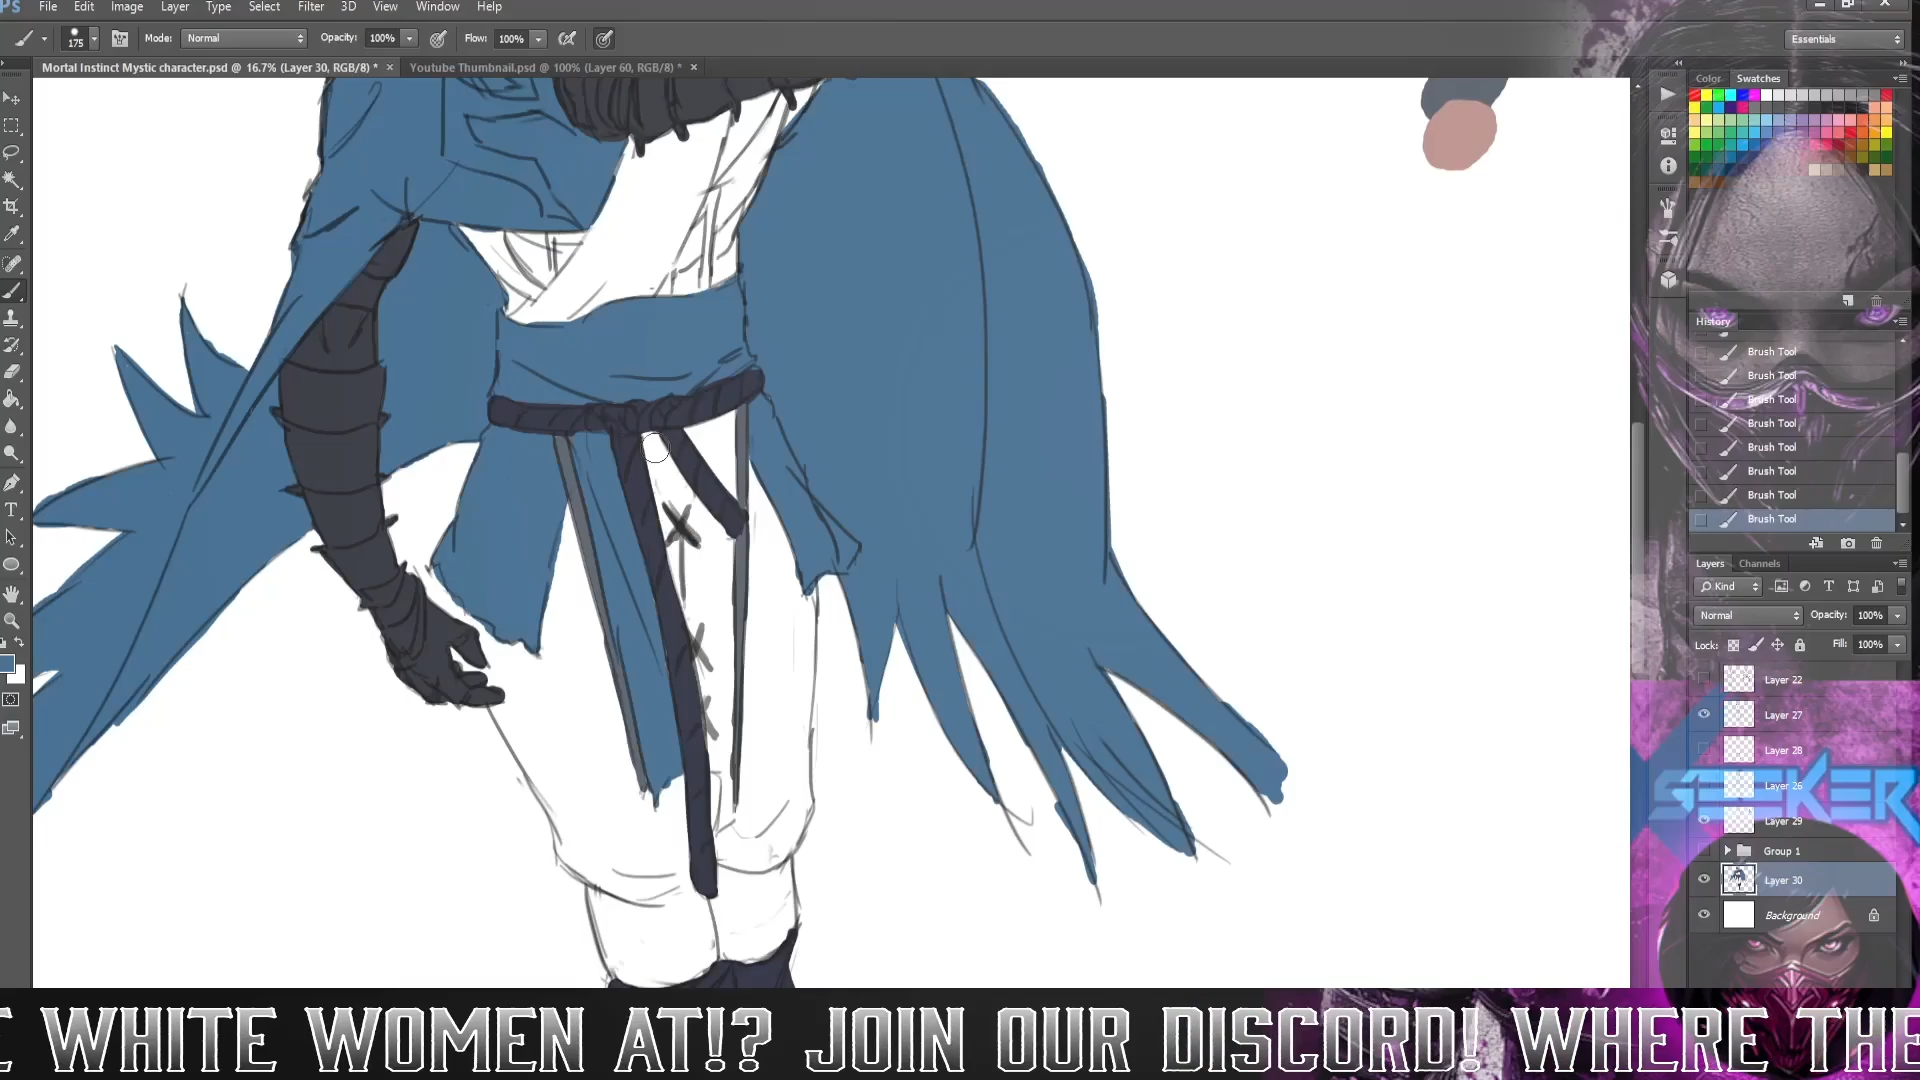 PS File Edit Image Layer Type Select Filter 3D View Window Help
175 Mode: Normal Opacity: 100% Flow: 100% Essentials
Mortal Instinct Mystic character.psd @ 16.7% (Layer 30, RGB/8) * × Youtube Thumbnail.psd @ 100% (Layer 60, RGB/8) * ×
Color Swatches
History
Brush Tool
Brush Tool
Brush Tool
Brush Tool
Brush Tool
Brush Tool
Brush Tool
Brush Tool
Layers Channels
Kind
Normal Opacity: 100%
Lock: Fill: 100%
Layer 22
Layer 27
Layer 28
Layer 26
SEEKER
Layer 29
Group 1
Layer 30
Background
WHITE WOMEN AT!? JOIN OUR DISCORD! WHERE THE